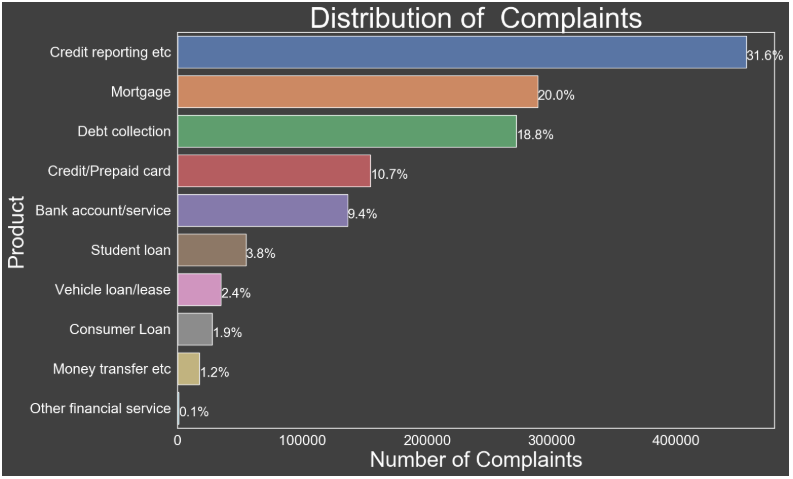 Distribution of  Complaints
Credit reporting etc 31.6%
Mortgage 20.0%
Debt collection 18.8%
Credit/Prepaid card 10.7%
Bank account/service 9.4%
Student loan 3.8%
Vehicle loan/lease 2.4%
Consumer Loan 1.9%
Money transfer etc 1.2%
Other financial service 0.1%
Product
0 100000 200000 300000 400000
Number of Complaints